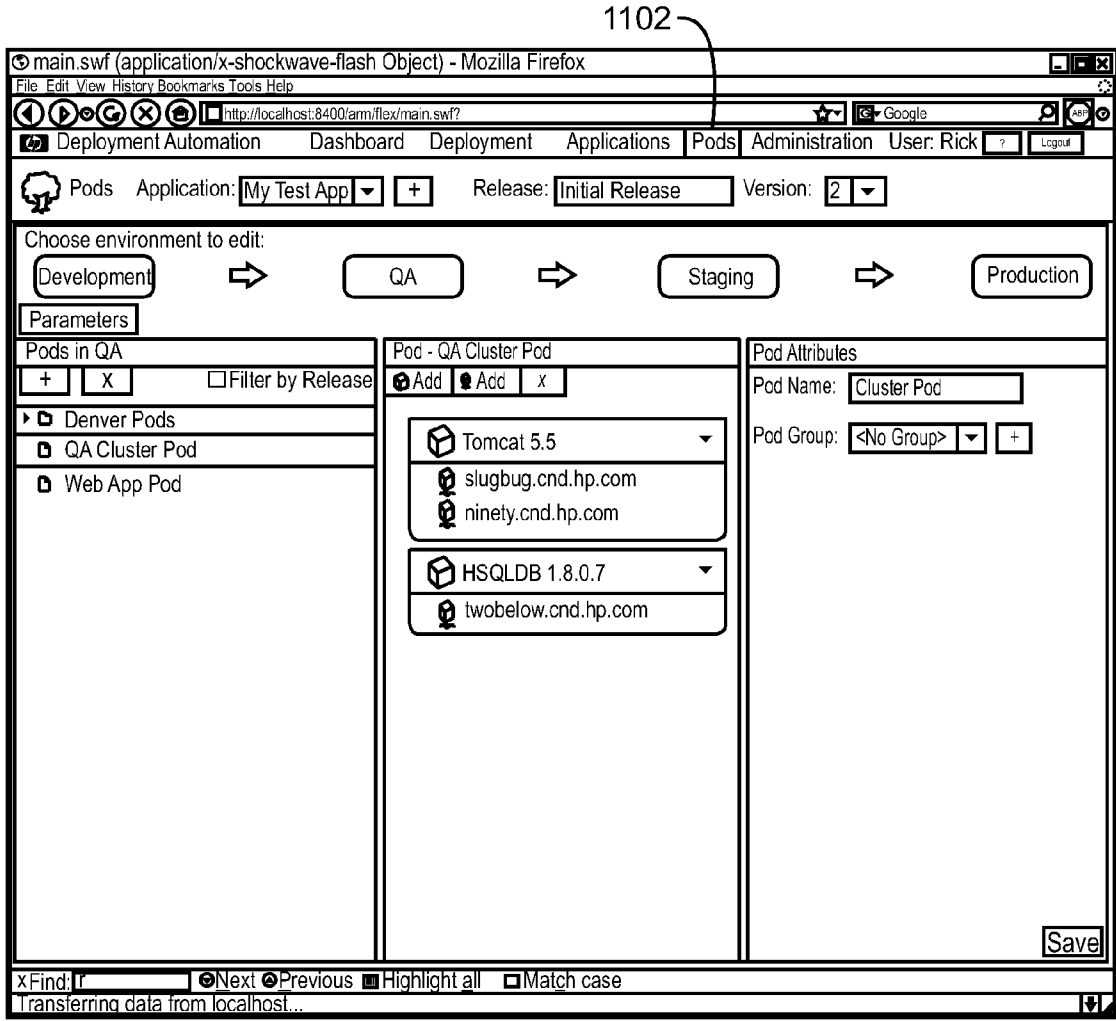 1102
main.swf (application/x-shockwave-flash Object) - Mozilla Firefox
File Edit View History Bookmarks Tools Help
http://localhost:8400/arm/flex/main.swf? G Google ABP
hp Deployment Automation Dashboard Deployment Applications Pods Administration User: Rick ? Logout
Pods Application: My Test App + Release: Initial Release Version: 2
Choose environment to edit:
Development QA Staging Production
Parameters
Pods in QA Pod - QA Cluster Pod Pod Attributes
+ X Filter by Release Add Add X Pod Name: Cluster Pod
Denver Pods Tomcat 5.5 Pod Group: <No Group> +
QA Cluster Pod slugbug.cnd.hp.com
Web App Pod ninety.cnd.hp.com
HSQLDB 1.8.0.7
twobelow.cnd.hp.com
Save
x Find: r Next Previous Highlight all Match case
Transferring data from localhost...